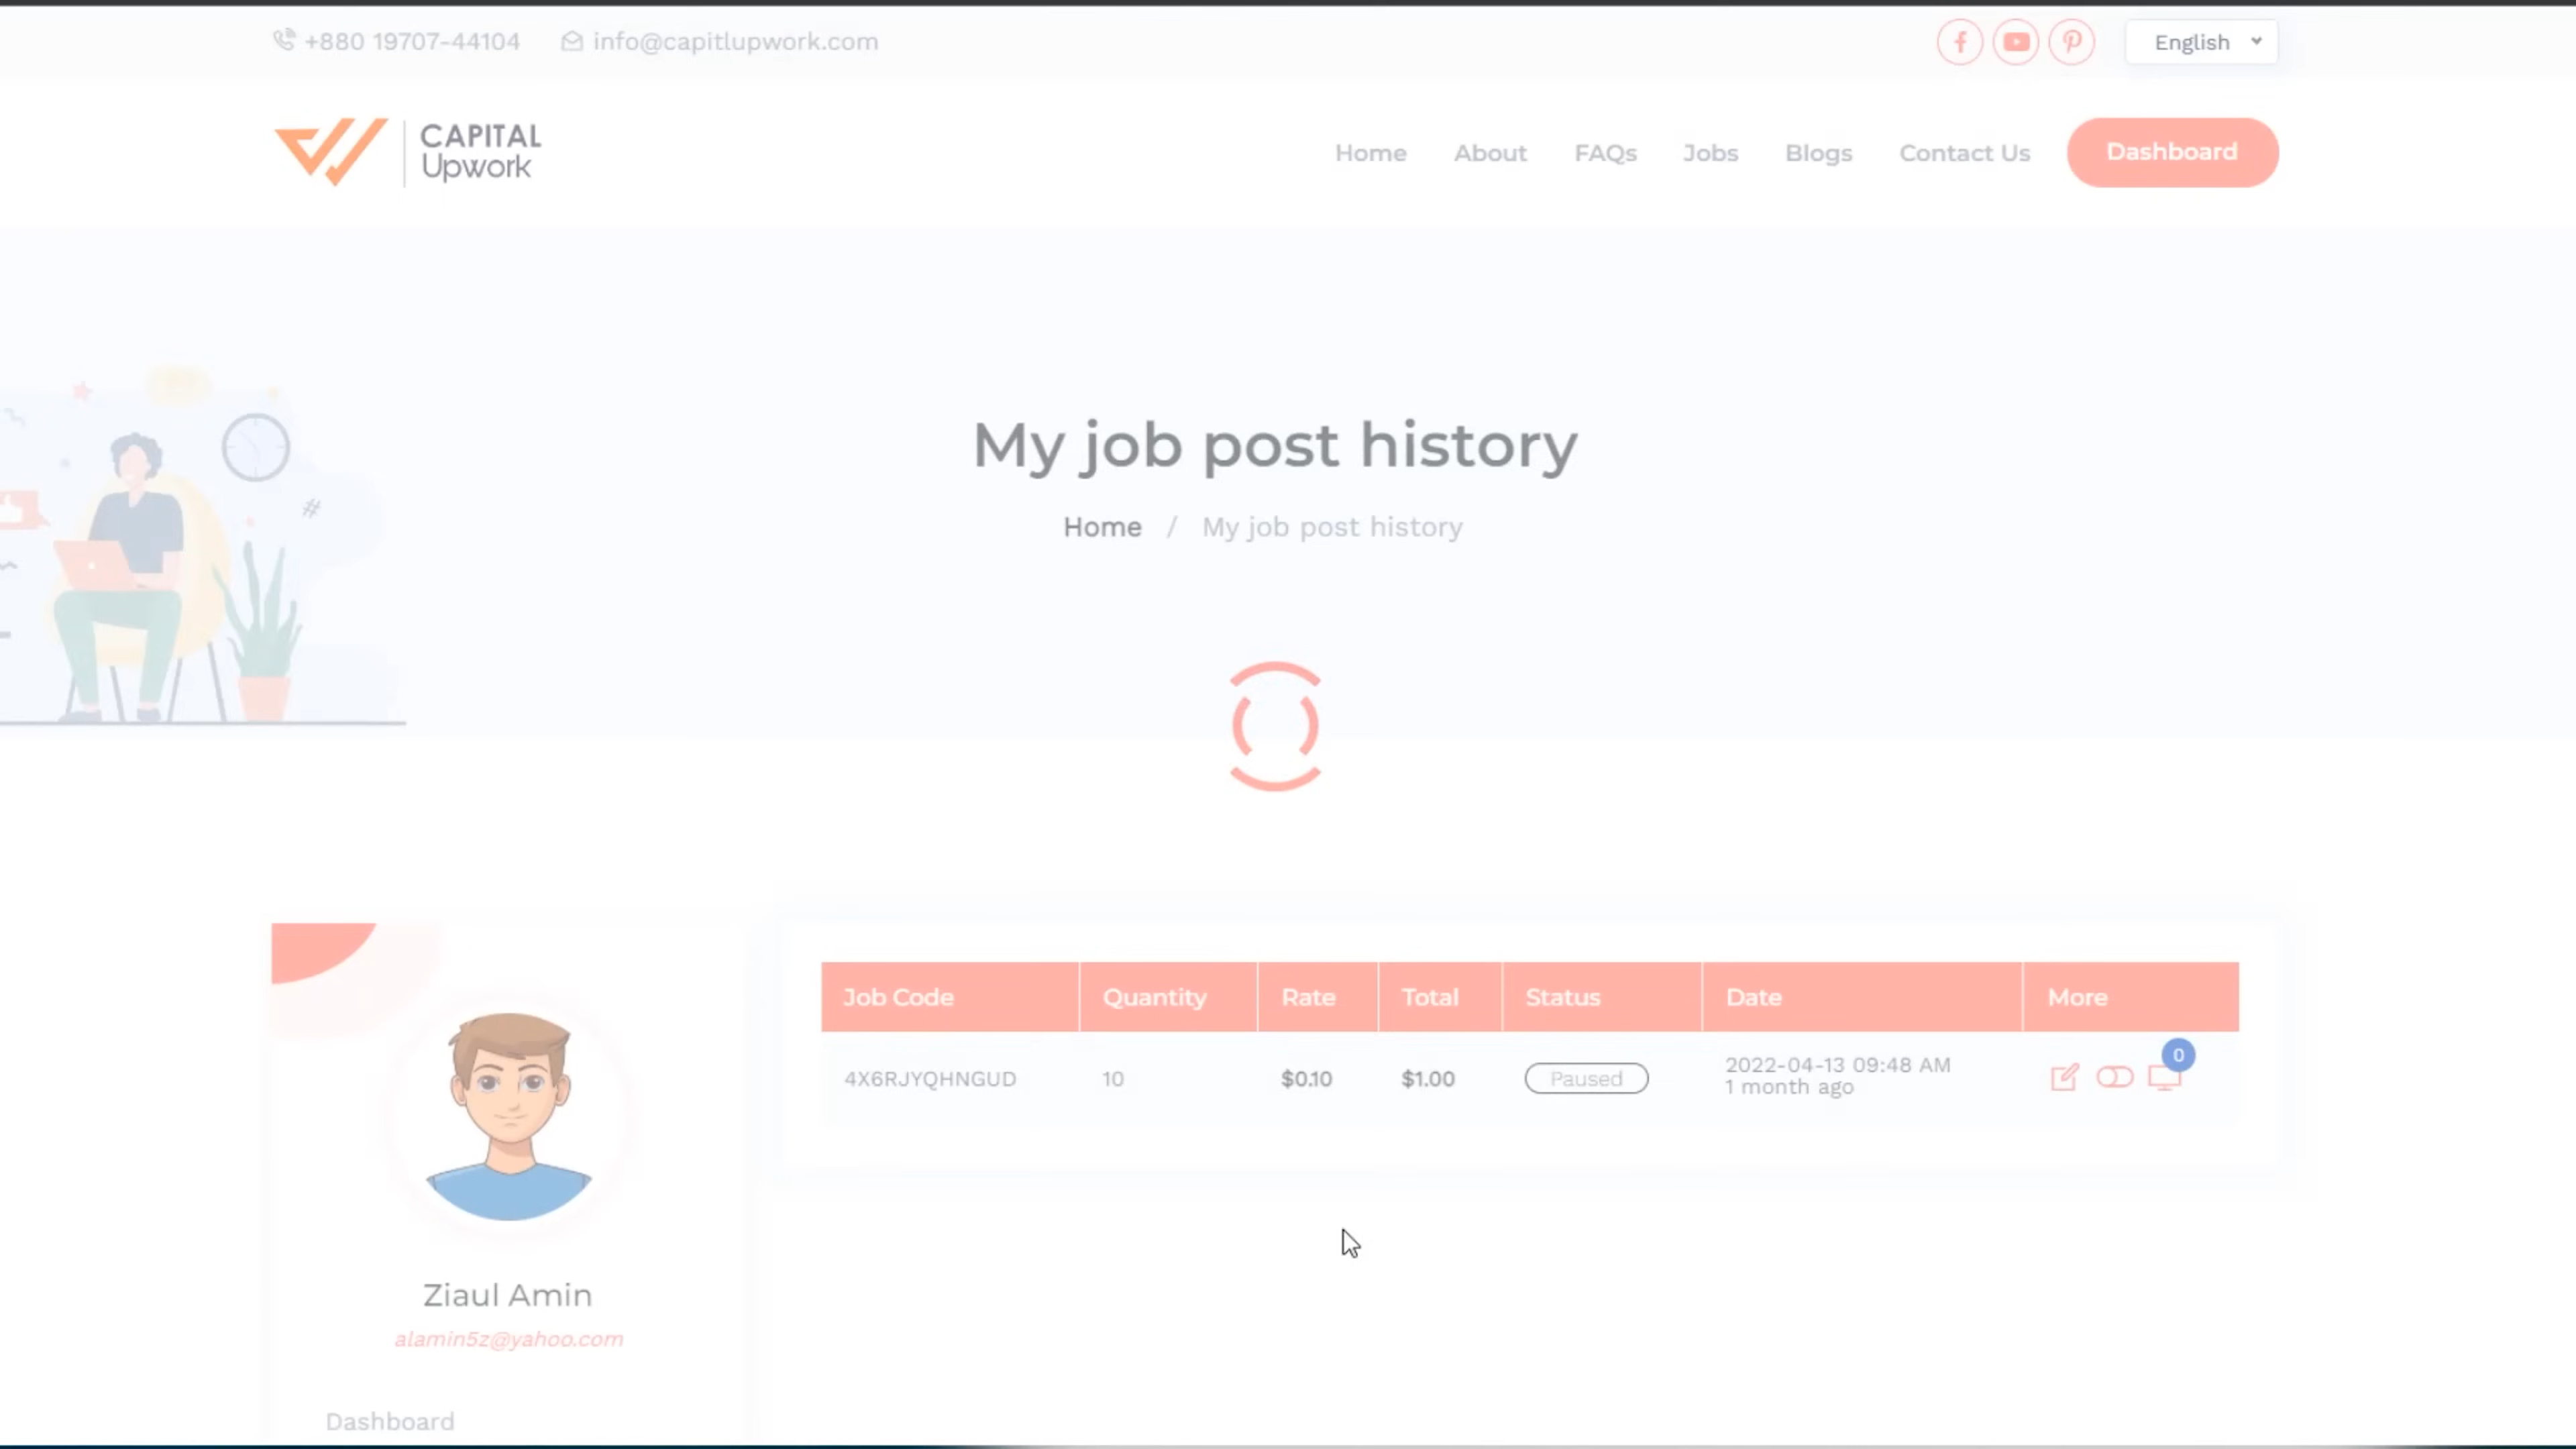 +880 19707-44104 info@capitlupwork.com English
CAPITAL
Upwork
Home About FAQs Jobs Blogs Contact Us Dashboard
My job post history
Home / My job post history
Job Code Quantity Rate Total Status Date More
4X6RJYQHNGUD 10 $0.10 $1.00 Paused 2022-04-13 09:48 AM 0
1 month ago
Ziaul Amin
alamin5z@yahoo.com
Dashboard